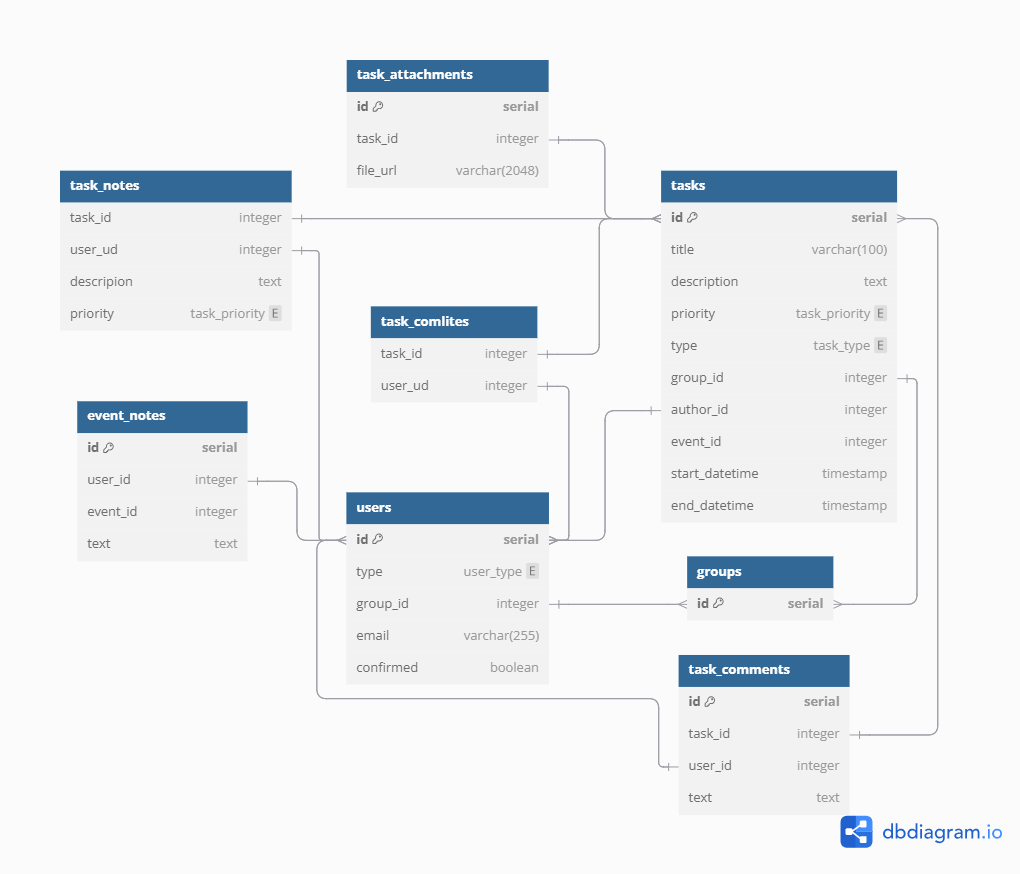 task_attachments
id serial
task_id integer
file_url varchar(2048)
task_notes
task_id integer
user_ud integer
descripion text
priority task_priority E
tasks
id serial
title varchar(100)
description text
priority task_priority E
type task_type E
group_id integer
author_id integer
event_id integer
start_datetime timestamp
end_datetime timestamp
task_comlites
task_id integer
user_ud integer
event_notes
id serial
user_id integer
event_id integer
text text
users
id serial
type user_type E
group_id integer
email varchar(255)
confirmed boolean
groups
id serial
task_comments
id serial
task_id integer
user_id integer
text text
dbdiagram.io